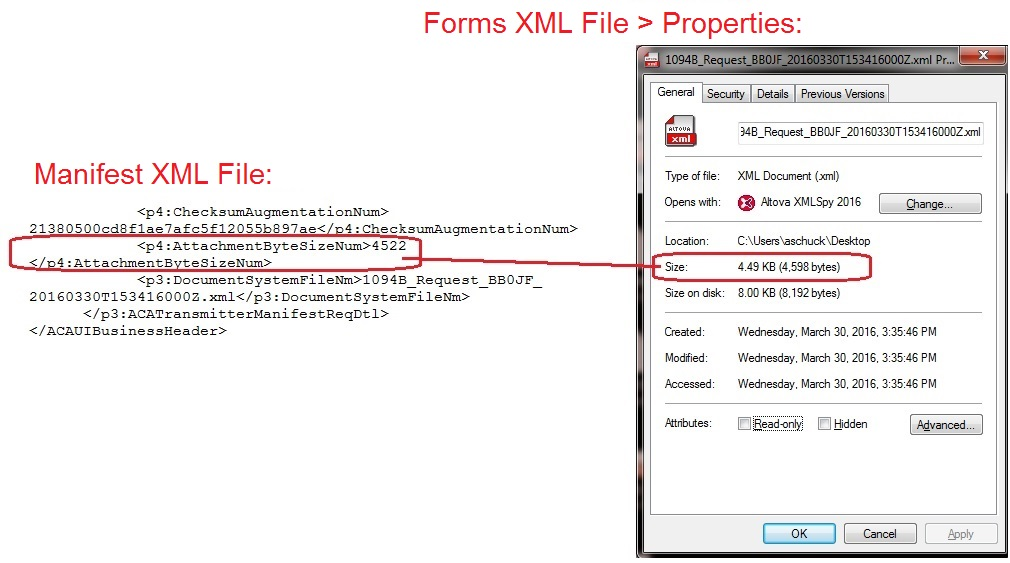 Forms XML File > Properties:
1094B_Request_BB0JF_20160330T153416000Z.xml Pr...
General Security Details Previous Versions
ALTOVA
xml
94B_Request_BB0JF_20160330T153416000Z.xml
Type of file: XML Document (.xml)
Opens with: Altova XMLSpy 2016 Change...
Location: C:\Users\aschuck\Desktop
Size: 4.49 KB (4,598 bytes)
Size on disk: 8.00 KB (8,192 bytes)
Created: Wednesday, March 30, 2016, 3:35:46 PM
Modified: Wednesday, March 30, 2016, 3:35:46 PM
Accessed: Wednesday, March 30, 2016, 3:35:46 PM
Attributes: Read-only Hidden Advanced...
OK Cancel Apply
Manifest XML File:
<p4:ChecksumAugmentationNum>
21380500cd8f1ae7afc5f12055b897ae</p4:ChecksumAugmentationNum>
<p4:AttachmentByteSizeNum>4522
</p4:AttachmentByteSizeNum>
<p3:DocumentSystemFileNm>1094B_Request_BB0JF_
20160330T153416000Z.xml</p3:DocumentSystemFileNm>
</p3:ACATransmitterManifestReqDtl>
</ACAUIBusinessHeader>